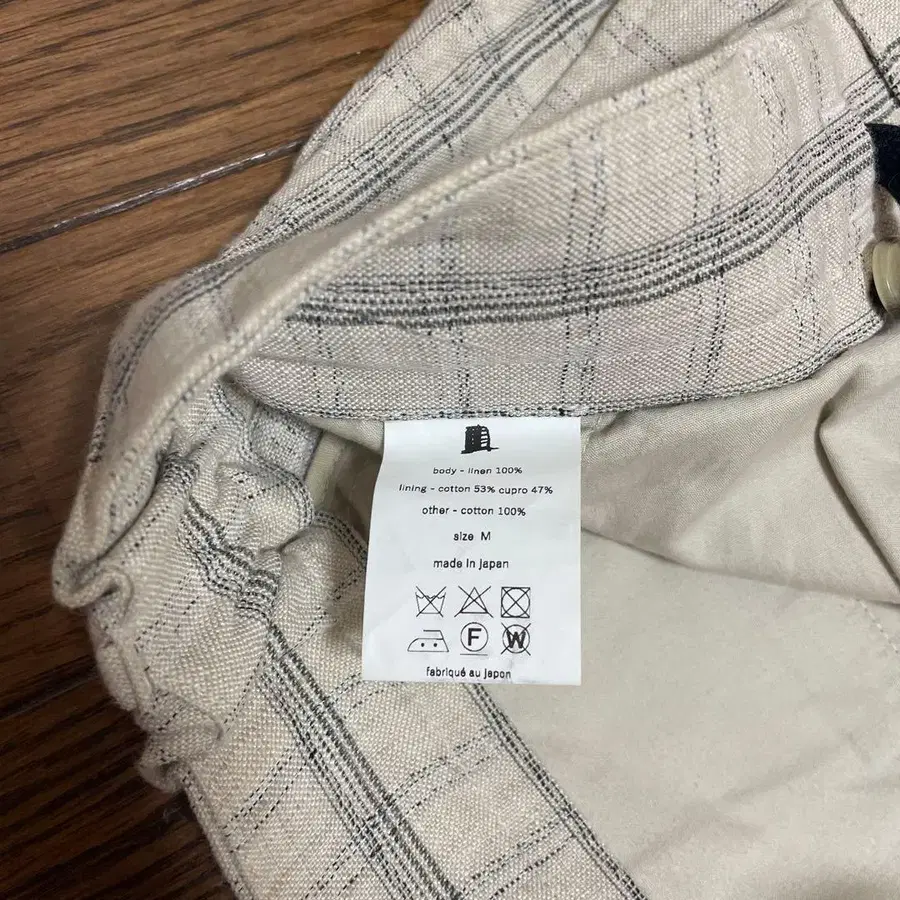 body - linen 100%
lining - cotton 53% cupro 47%
other - cotton 100%
size M
made in japan
F
W
fabriqué au japon